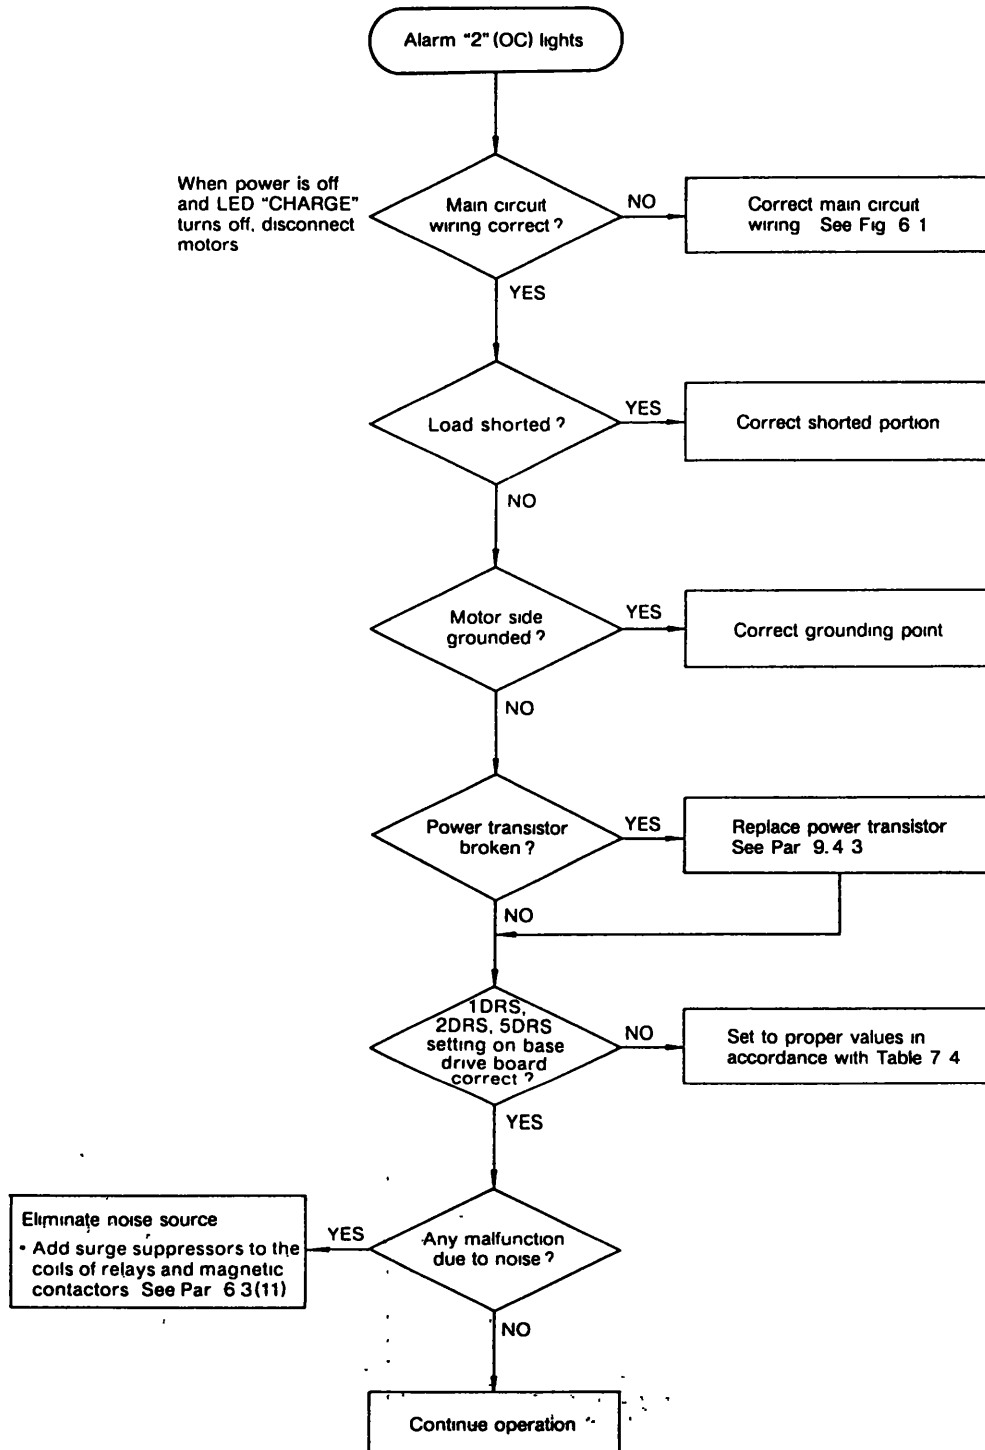 Alarm "2" (OC) lights
When power is off
and LED "CHARGE"
turns off, disconnect
motors
Main circuit
wiring correct?
NO
Correct main circuit
wiring See Fig 6 1
YES
Load shorted?
YES
Correct shorted portion
NO
Motor side
grounded?
YES
Correct grounding point
NO
Power transistor
broken?
YES
Replace power transistor
See Par 9.4 3
NO
1DRS,
2DRS, 5DRS
setting on base
drive board
correct?
NO
Set to proper values in
accordance with Table 7 4
YES
Any malfunction
due to noise?
YES
Eliminate noise source
• Add surge suppressors to the
coils of relays and magnetic
contactors See Par 6 3(11)
NO
Continue operation